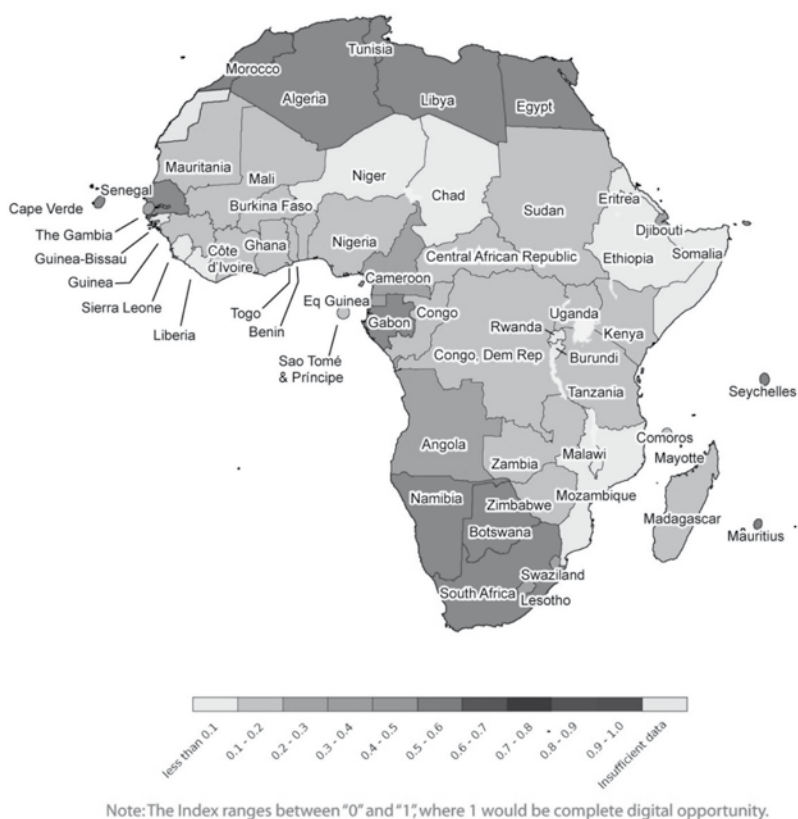 Tunisia
Morocco
Algeria
Libya
Egypt
Mauritania
Mali
Niger
Chad
Sudan
Eritrea
Senegal
Cape Verde
Burkina Faso
Djibouti
The Gambia
Guinea-Bissau
Guinea
Sierra Leone
Liberia
Côte
d'Ivoire
Ghana
Togo
Benin
Nigeria
Central African Republic
Ethiopia
Somalia
Cameroon
Eq Guinea
Sao Tomé
& Príncipe
Gabon
Congo
Congo, Dem Rep
Uganda
Rwanda
Kenya
Burundi
Tanzania
Seychelles
Angola
Zambia
Malawi
Comoros
Mayotte
Mozambique
Namibia
Zimbabwe
Botswana
Madagascar
Mauritius
Swaziland
South Africa
Lesotho
less than 0.1
0.1 - 0.2
0.2 - 0.3
0.3 - 0.4
0.4 - 0.5
0.5 - 0.6
0.6 - 0.7
0.7 - 0.8
0.8 - 0.9
0.9 - 1.0
Insufficient data
Note: The Index ranges between "0" and "1", where 1 would be complete digital opportunity.